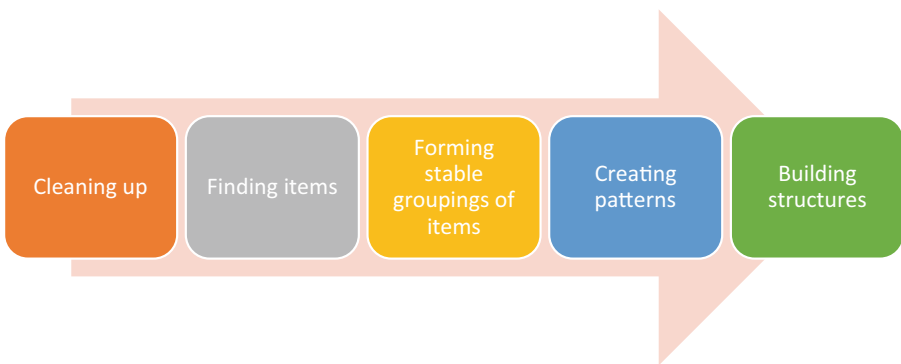 Cleaning up
Finding items
Forming
stable
groupings of
items
Creating
patterns
Building
structures